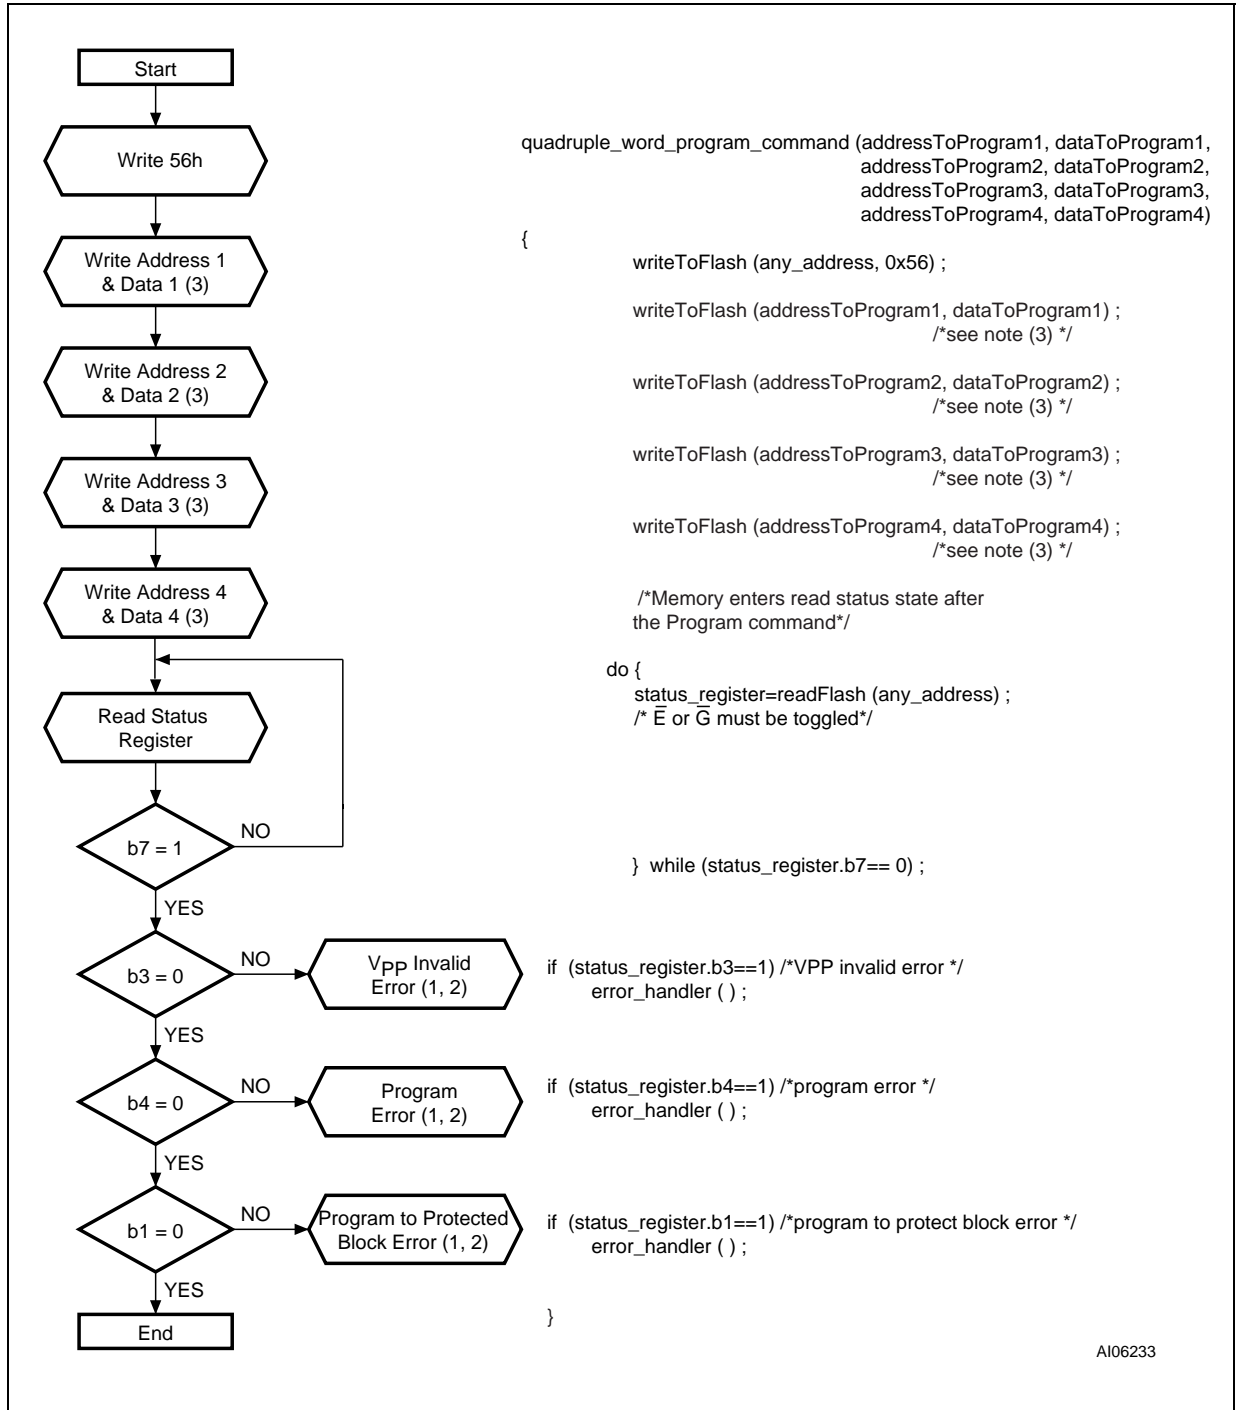 Start
Write 56h
Write Address 1
& Data 1 (3)
Write Address 2
& Data 2 (3)
Write Address 3
& Data 3 (3)
Write Address 4
& Data 4 (3)
Read Status
Register
b7 = 1
NO
YES
b3 = 0
NO
VPP Invalid
Error (1, 2)
YES
b4 = 0
NO
Program
Error (1, 2)
YES
b1 = 0
NO
Program to Protected
Block Error (1, 2)
YES
End
quadruple_word_program_command (addressToProgram1, dataToProgram1,
addressToProgram2, dataToProgram2,
addressToProgram3, dataToProgram3,
addressToProgram4, dataToProgram4)
{
writeToFlash (any_address, 0x56) ;
writeToFlash (addressToProgram1, dataToProgram1) ;
/*see note (3) */
writeToFlash (addressToProgram2, dataToProgram2) ;
/*see note (3) */
writeToFlash (addressToProgram3, dataToProgram3) ;
/*see note (3) */
writeToFlash (addressToProgram4, dataToProgram4) ;
/*see note (3) */
/*Memory enters read status state after
the Program command*/
do {
status_register=readFlash (any_address) ;
/* E̅ or G̅ must be toggled*/
} while (status_register.b7== 0) ;
if (status_register.b3==1) /*VPP invalid error */
error_handler ( ) ;
if (status_register.b4==1) /*program error */
error_handler ( ) ;
if (status_register.b1==1) /*program to protect block error */
error_handler ( ) ;
}
AI06233